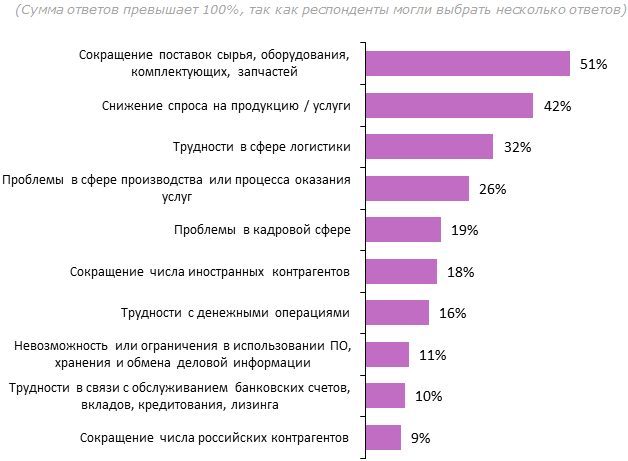 (Сумма ответов превышает 100%, так как респонденты могли выбрать несколько ответов)
Сокращение поставок сырья, оборудования,
комплектующих, запчастей
51%
Снижение спроса на продукцию / услуги
42%
Трудности в сфере логистики
32%
Проблемы в сфере производства или процесса оказания
услуг
26%
Проблемы в кадровой сфере
19%
Сокращение числа иностранных контрагентов
18%
Трудности с денежными операциями
16%
Невозможность или ограничения в использовании ПО,
хранения и обмена деловой информации
11%
Трудности в связи с обслуживанием банковских счетов,
вкладов, кредитования, лизинга
10%
Сокращение числа российских контрагентов
9%